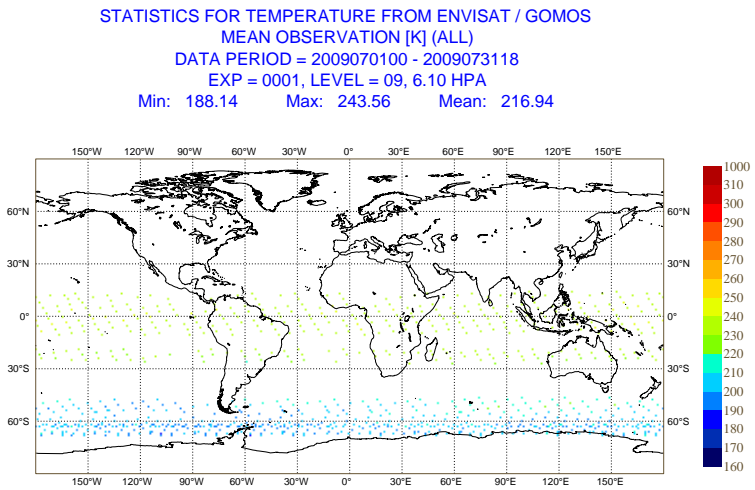 STATISTICS FOR TEMPERATURE FROM ENVISAT / GOMOS
MEAN OBSERVATION [K] (ALL)
DATA PERIOD = 2009070100 - 2009073118
EXP = 0001, LEVEL = 09, 6.10 HPA
Min: 188.14 Max: 243.56 Mean: 216.94
150°W 120°W 90°W 60°W 30°W 0° 30°E 60°E 90°E 120°E 150°E
60°N 60°N
30°N 30°N
0° 0°
30°S 30°S
60°S 60°S
150°W 120°W 90°W 60°W 30°W 0° 30°E 60°E 90°E 120°E 150°E
1000
310
300
290
280
270
260
250
240
230
220
210
200
190
180
170
160